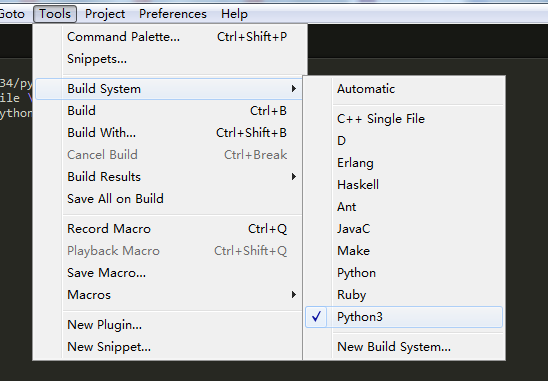 Goto Tools Project Preferences Help
Command Palette... Ctrl+Shift+P
Snippets...
Build System
Build Ctrl+B
Build With... Ctrl+Shift+B
Cancel Build Ctrl+Break
Build Results
Save All on Build
Record Macro Ctrl+Q
Playback Macro Ctrl+Shift+Q
Save Macro...
Macros
New Plugin...
New Snippet...
Automatic
C++ Single File
D
Erlang
Haskell
Ant
JavaC
Make
Python
Ruby
Python3
New Build System...
34/py
ile \
ython